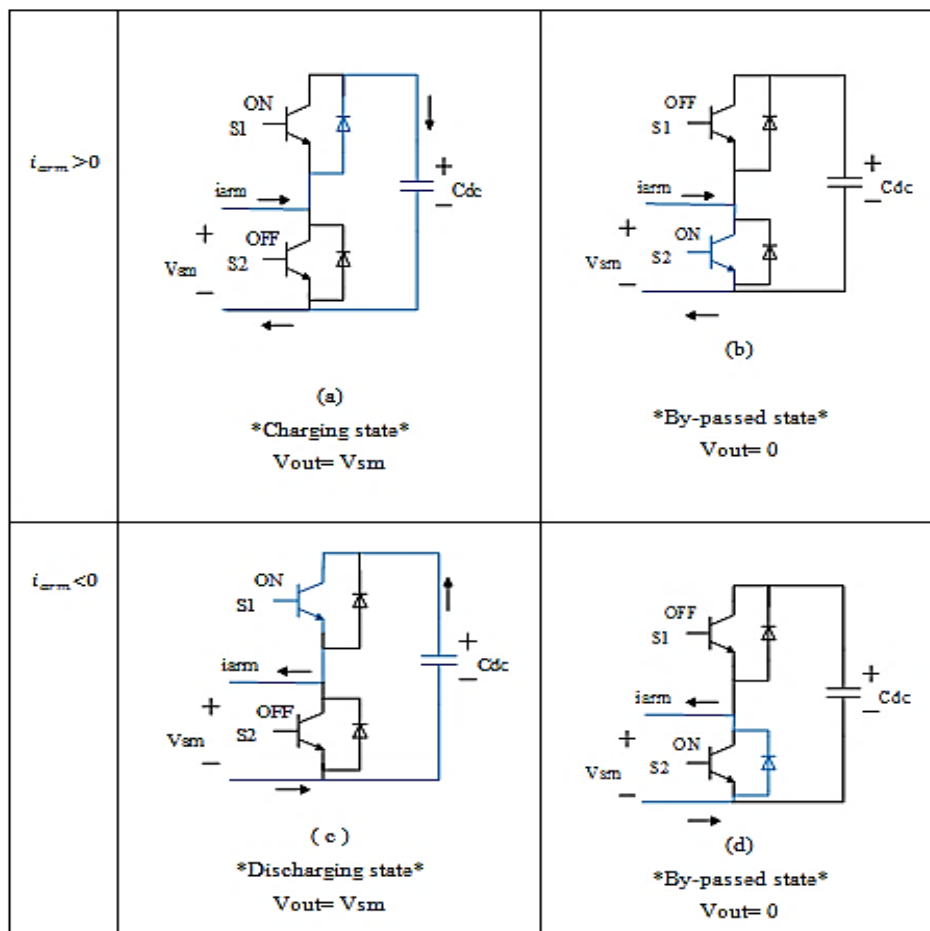 i_arm>0
ON
S1
iarm
+
Cdc
−
OFF
S2
+
Vsm
−
(a)
*Charging state*
Vout= Vsm
OFF
S1
iarm
+
Cdc
−
ON
S2
+
Vsm
−
(b)
*By-passed state*
Vout= 0
i_arm<0
ON
S1
iarm
+
Cdc
−
OFF
S2
+
Vsm
−
( c )
*Discharging state*
Vout= Vsm
OFF
S1
iarm
+
Cdc
−
ON
S2
+
Vsm
−
(d)
*By-passed state*
Vout= 0